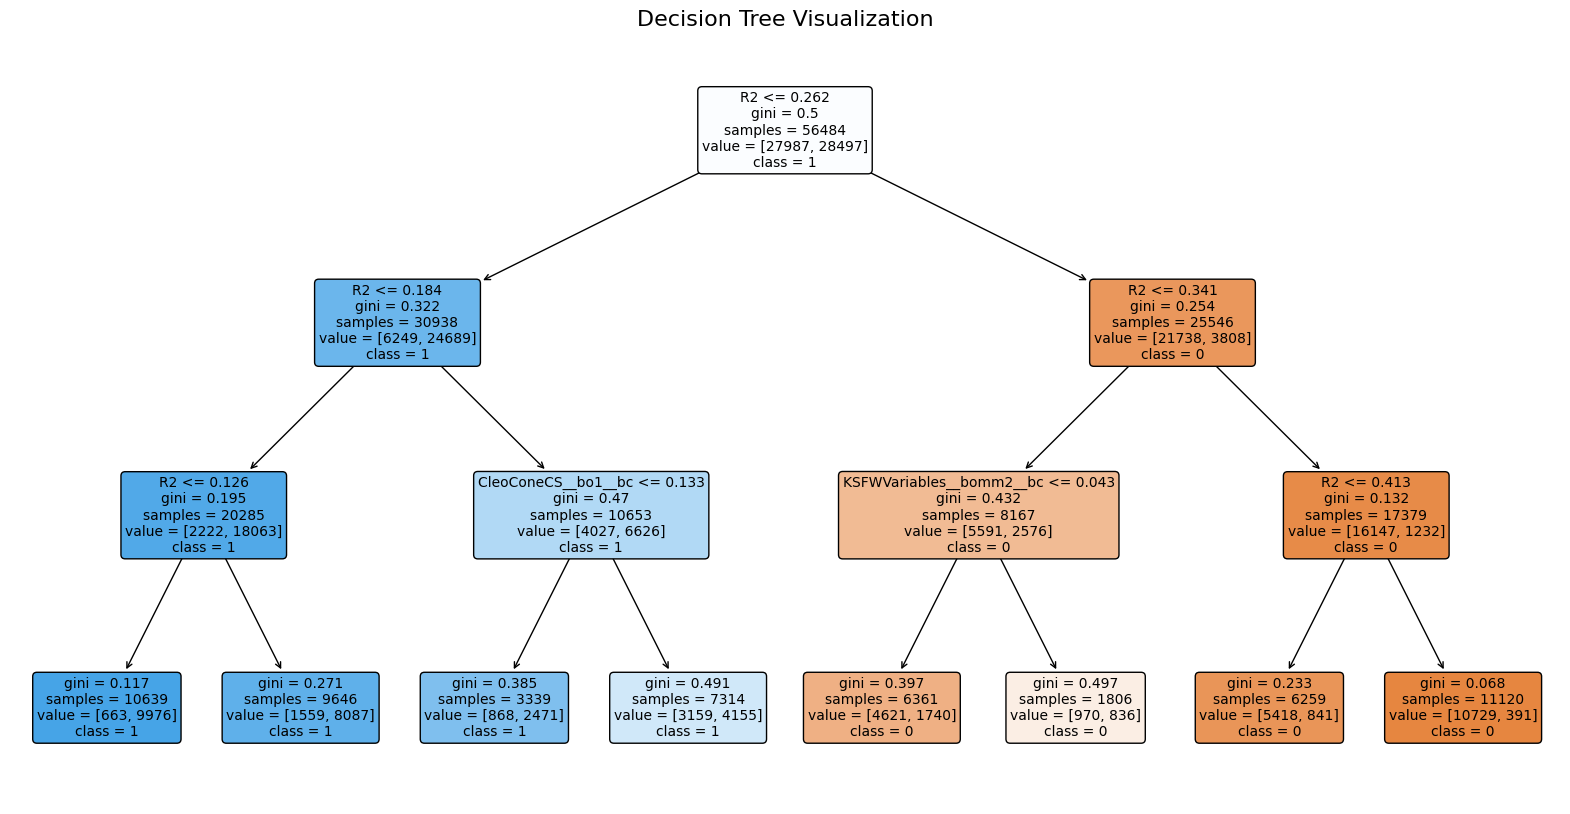 Decision Tree Visualization
R2 <= 0.262
gini = 0.5
samples = 56484
value = [27987, 28497]
class = 1
R2 <= 0.184
gini = 0.322
samples = 30938
value = [6249, 24689]
class = 1
R2 <= 0.341
gini = 0.254
samples = 25546
value = [21738, 3808]
class = 0
R2 <= 0.126
gini = 0.195
samples = 20285
value = [2222, 18063]
class = 1
CleoConeCS__bo1__bc <= 0.133
gini = 0.47
samples = 10653
value = [4027, 6626]
class = 1
KSFWVariables__bomm2__bc <= 0.043
gini = 0.432
samples = 8167
value = [5591, 2576]
class = 0
R2 <= 0.413
gini = 0.132
samples = 17379
value = [16147, 1232]
class = 0
gini = 0.117
samples = 10639
value = [663, 9976]
class = 1
gini = 0.271
samples = 9646
value = [1559, 8087]
class = 1
gini = 0.385
samples = 3339
value = [868, 2471]
class = 1
gini = 0.491
samples = 7314
value = [3159, 4155]
class = 1
gini = 0.397
samples = 6361
value = [4621, 1740]
class = 0
gini = 0.497
samples = 1806
value = [970, 836]
class = 0
gini = 0.233
samples = 6259
value = [5418, 841]
class = 0
gini = 0.068
samples = 11120
value = [10729, 391]
class = 0